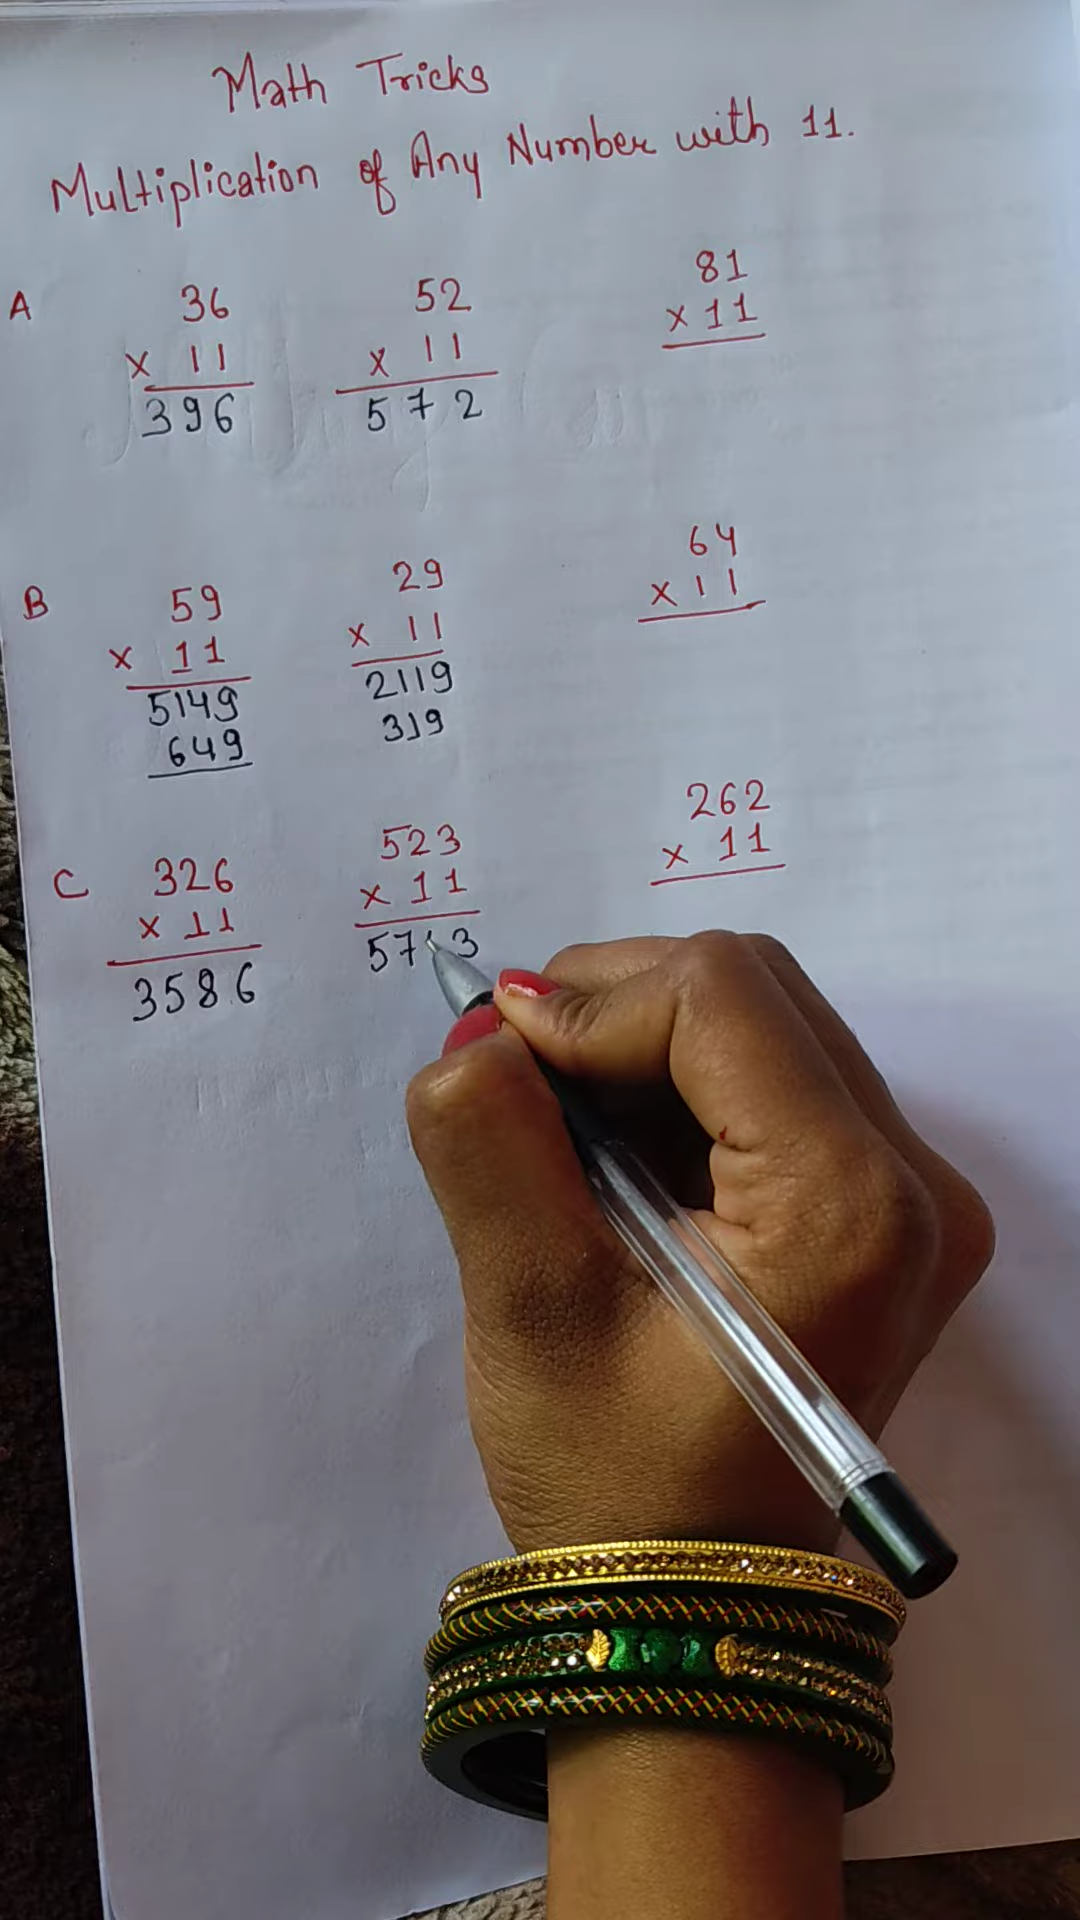 Math Tricks
Multiplication of Any Number with 11.
A
36
x 11
396
52
x 11
572
81
x 11
B
59
x 11
5149
649
29
x 11
2119
319
64
x 11
C
326
x 11
3586
523
x 11
262
x 11